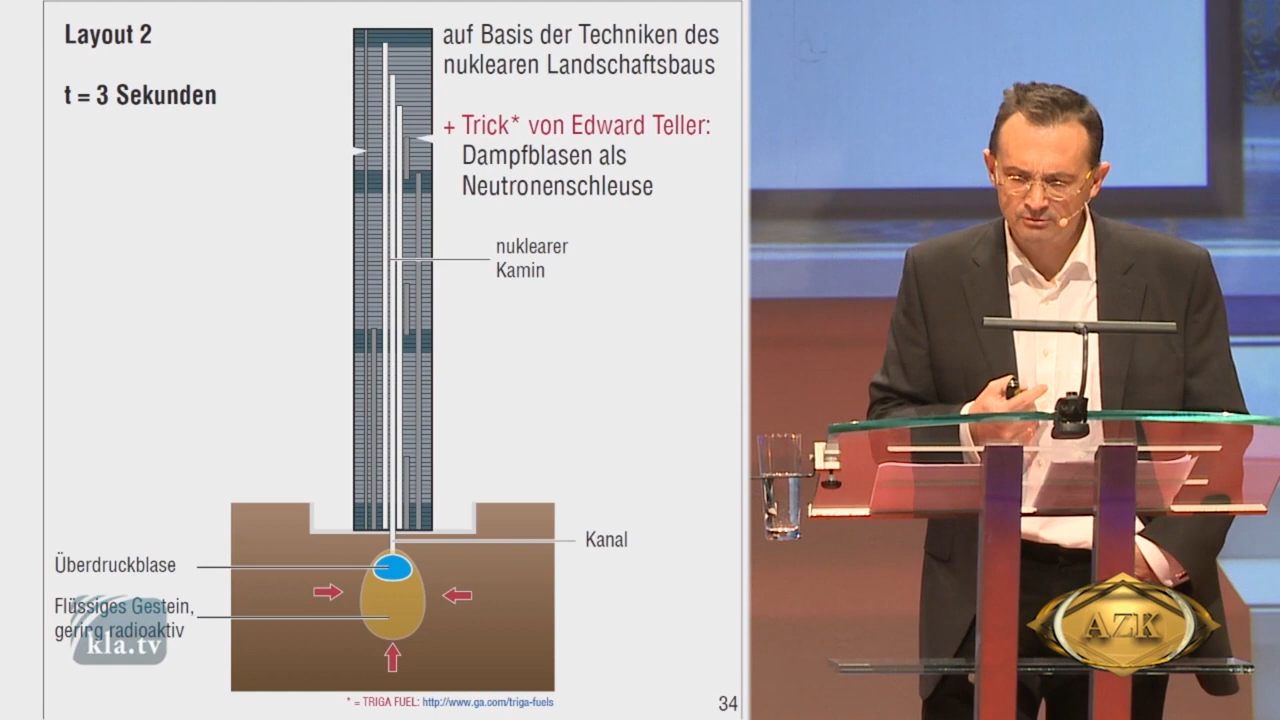 Layout 2
t = 3 Sekunden
auf Basis der Techniken des
nuklearen Landschaftsbaus
+ Trick* von Edward Teller:
Dampfblasen als
Neutronenschleuse
nuklearer
Kamin
Kanal
Überdruckblase
Flüssiges Gestein,
gering radioaktiv
kla.tv
* = TRIGA FUEL: http://www.ga.com/triga-fuels
34
AZK